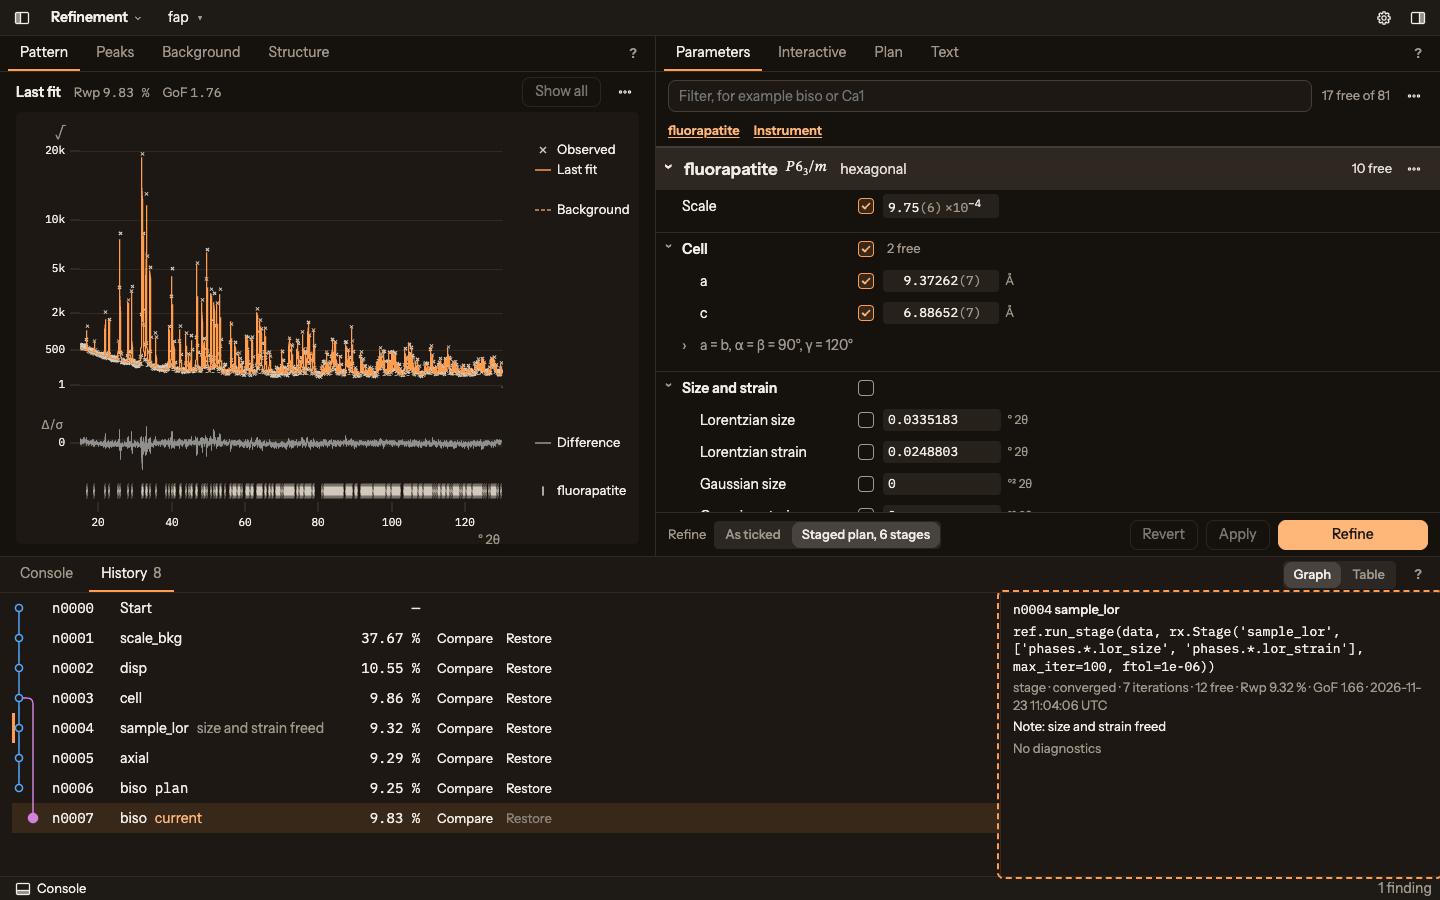 Refinement
fap
Pattern
Peaks
Background
Structure
?
Parameters
Interactive
Plan
Text
?
Last fit
Rwp 9.83 %
GoF 1.76
Show all
Filter, for example biso or Ca1
17 free of 81
fluorapatite
Instrument
√
20k
10k
5k
2k
500
1
Δ/σ
0
20
40
60
80
100
120
° 2θ
Observed
Last fit
Background
Difference
fluorapatite
fluorapatite P6₃/m hexagonal
10 free
Scale
9.75(6) ×10⁻⁴
Cell
2 free
a
9.37262(7) Å
c
6.88652(7) Å
a = b, α = β = 90°, γ = 120°
Size and strain
Lorentzian size
0.0335183
° 2θ
Lorentzian strain
0.0248803
° 2θ
Gaussian size
0
°² 2θ
Refine
As ticked
Staged plan, 6 stages
Revert
Apply
Refine
Console
History 8
Graph
Table
?
n0000 Start —
n0001 scale_bkg 37.67 % Compare Restore
n0002 disp 10.55 % Compare Restore
n0003 cell 9.86 % Compare Restore
n0004 sample_lor size and strain freed 9.32 % Compare Restore
n0005 axial 9.29 % Compare Restore
n0006 biso plan 9.25 % Compare Restore
n0007 biso current 9.83 % Compare Restore
n0004 sample_lor
ref.run_stage(data, rx.Stage('sample_lor',
['phases.*.lor_size', 'phases.*.lor_strain'],
max_iter=100, ftol=1e-06))
stage · converged · 7 iterations · 12 free · Rwp 9.32 % · GoF 1.66 · 2026-11-
23 11:04:06 UTC
Note: size and strain freed
No diagnostics
Console
1 finding